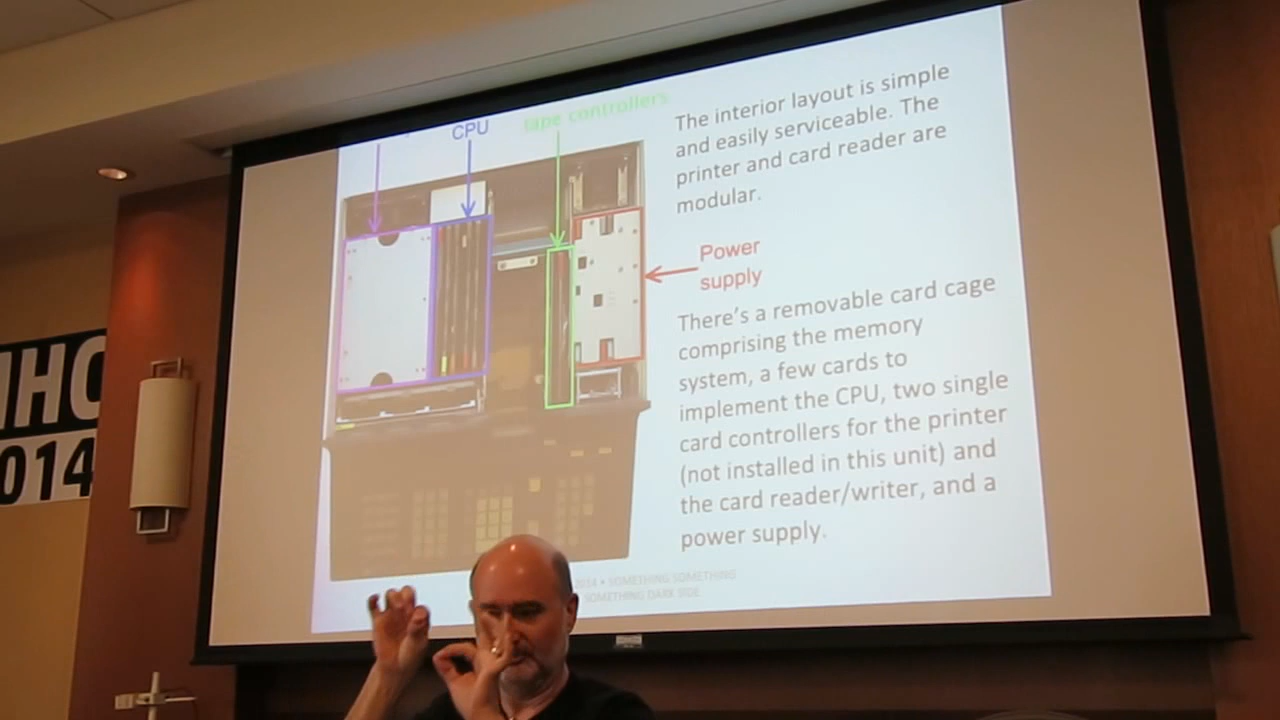 CPU
tape controllers
The interior layout is simple
and easily serviceable. The
printer and card reader are
modular.
Power
supply
There's a removable card cage
comprising the memory
system, a few cards to
implement the CPU, two single
card controllers for the printer
(not installed in this unit) and
the card reader/writer, and a
power supply.
2014 • SOMETHING SOMETHING
SOMETHING DARK SIDE
014